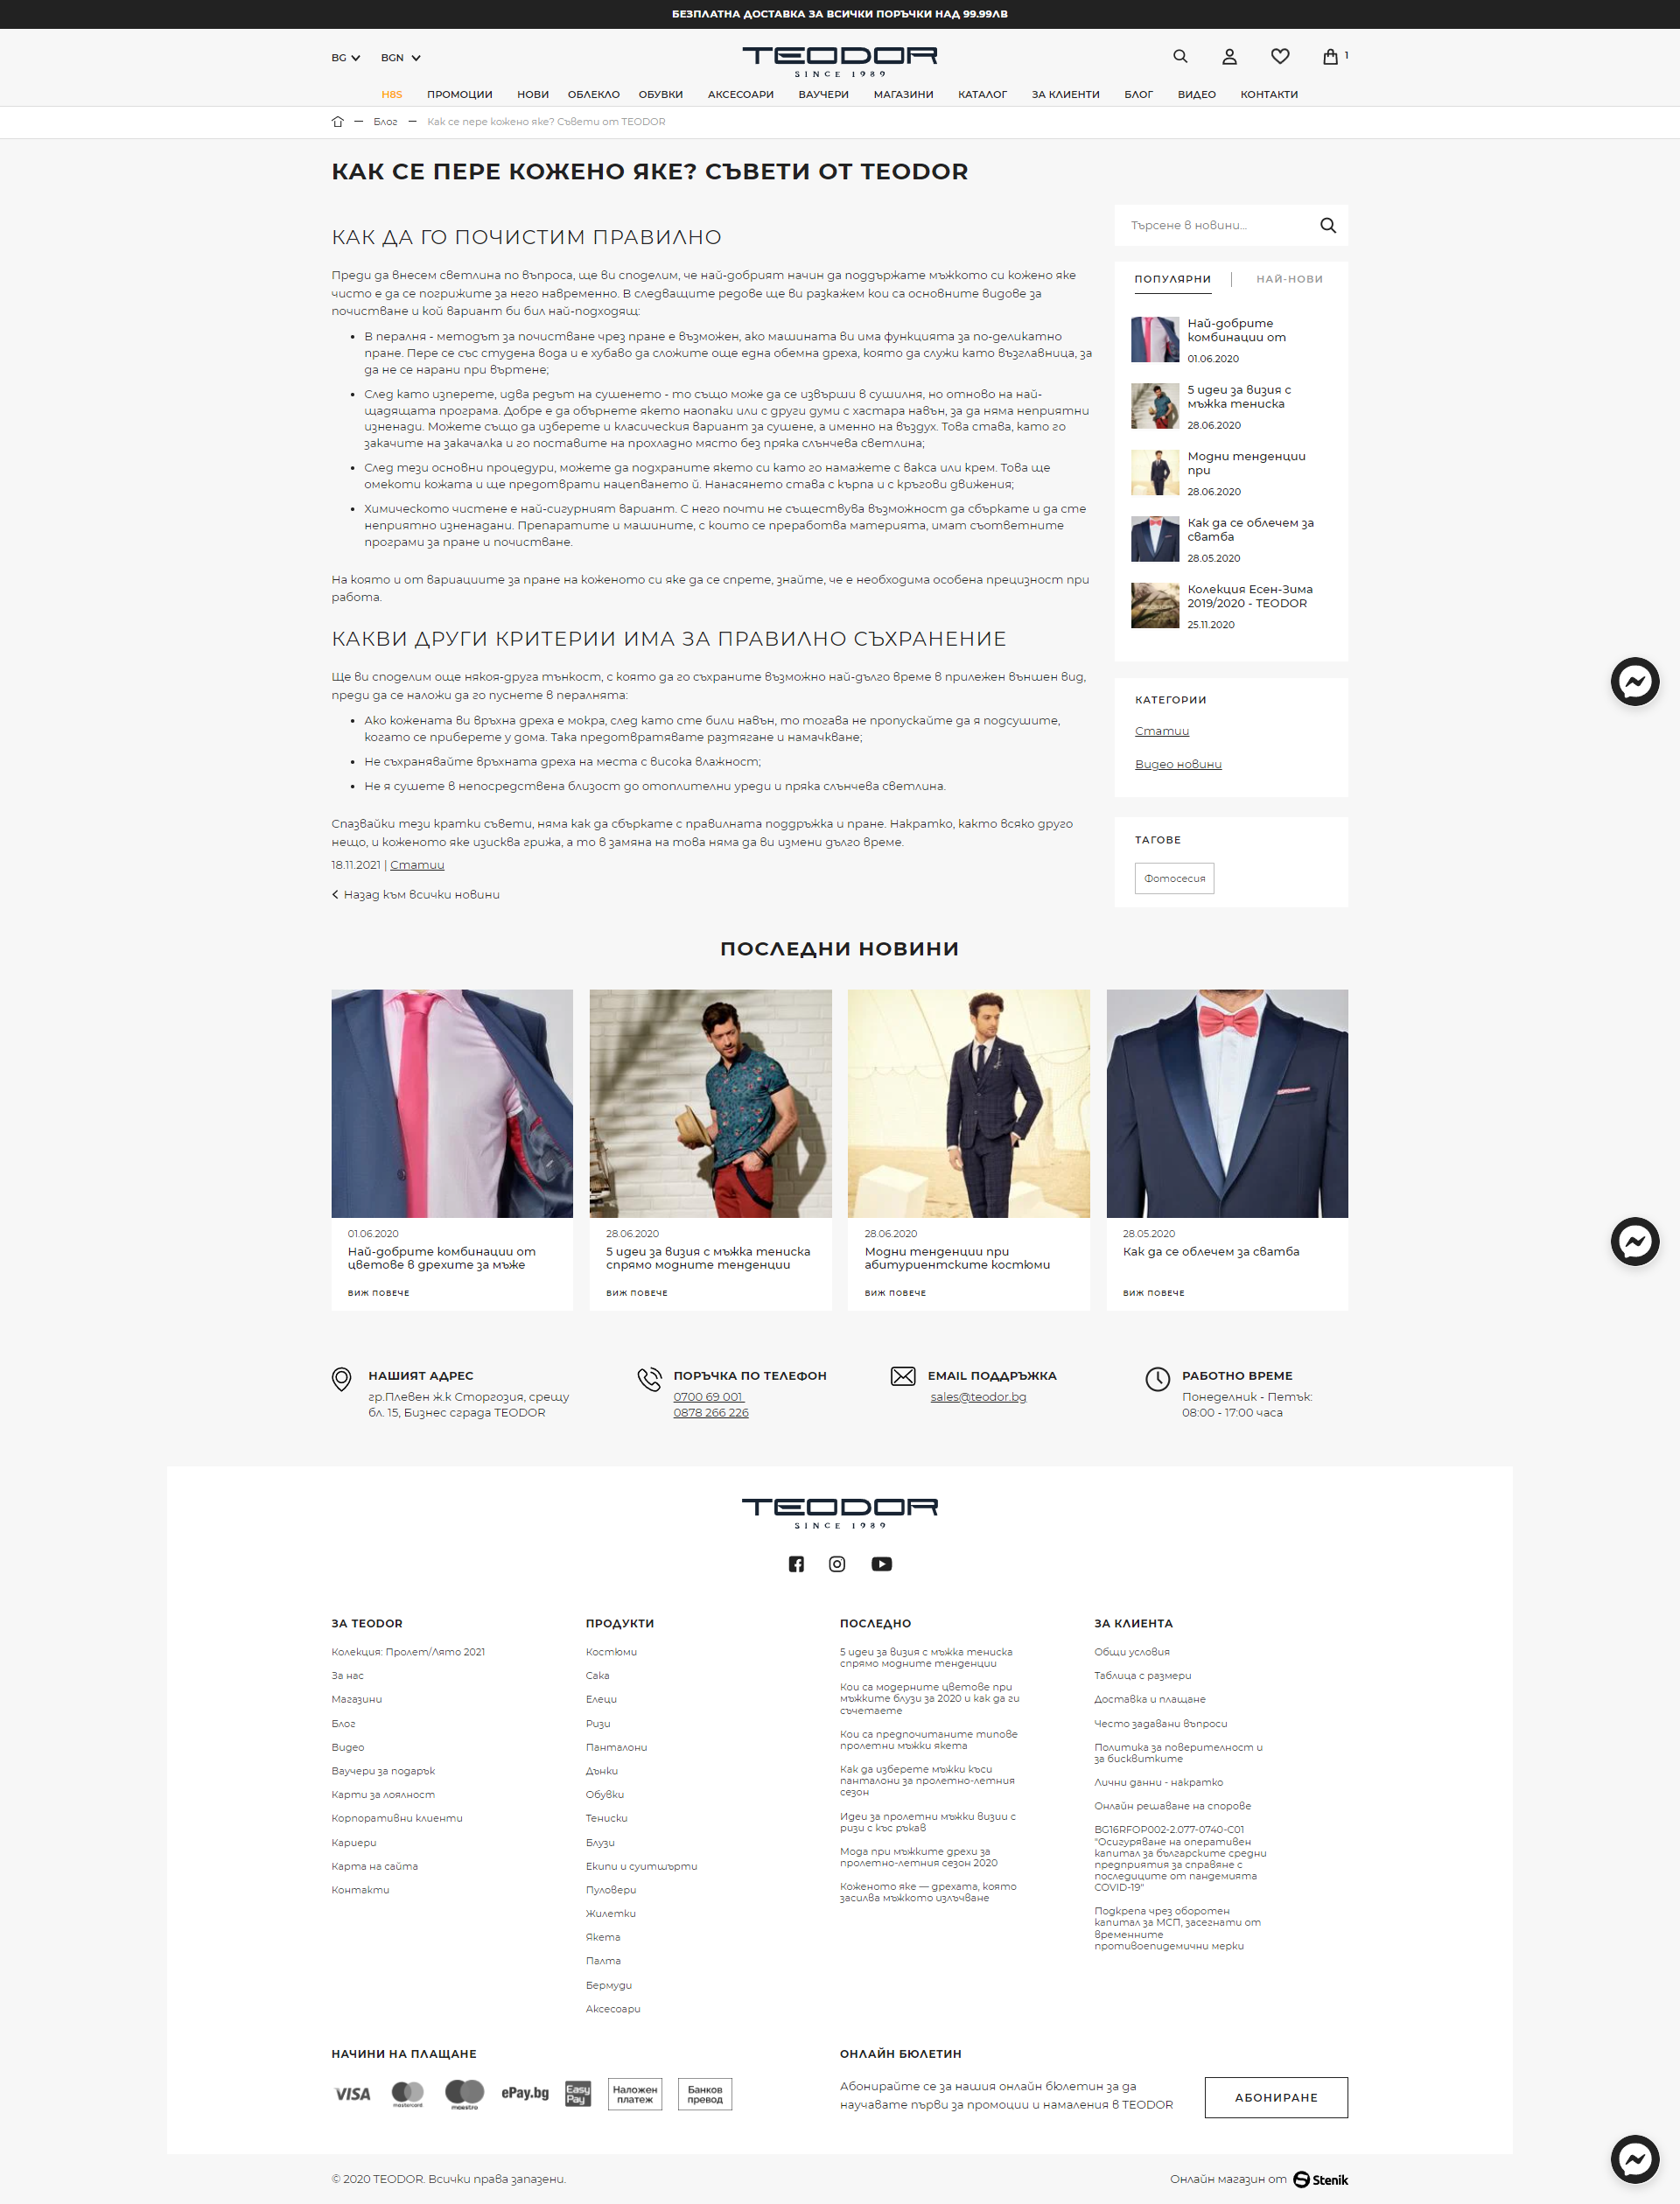 БЕЗПЛАТНА ДОСТАВКА ЗА ВСИЧКИ ПОРЪЧКИ НАД 99.99ЛВ
BG BGN
TEODOR
SINCE 1989
1
H8S ПРОМОЦИИ НОВИ ОБЛЕКЛО ОБУВКИ АКСЕСОАРИ ВАУЧЕРИ МАГАЗИНИ КАТАЛОГ ЗА КЛИЕНТИ БЛОГ ВИДЕО КОНТАКТИ
Блог — Как се пере кожено яке? Съвети от TEODOR
КАК СЕ ПЕРЕ КОЖЕНО ЯКЕ? СЪВЕТИ ОТ TEODOR
КАК ДА ГО ПОЧИСТИМ ПРАВИЛНО
Преди да внесем светлина по въпроса, ще ви споделим, че най-добрият начин да поддържате мъжкото си кожено яке
чисто е да се погрижите за него навременно. В следващите редове ще ви разкажем кои са основните видове за
почистване и кой вариант би бил най-подходящ:
• В пералня - методът за почистване чрез пране е възможен, ако машината ви има функцията за по-деликатно
пране. Пере се със студена вода и е хубаво да сложите още една обемна дреха, която да служи като възглавница, за
да не се нарани при въртене;
• След като изперете, идва редът на сушенето - то също може да се извърши в сушилня, но отново на най-
щадящата програма. Добре е да обърнете якето наопаки или с други думи с хастара навън, за да няма неприятни
изненади. Можете също да изберете и класическия вариант за сушене, а именно на въздух. Това става, като го
закачите на закачалка и го поставите на прохладно място без пряка слънчева светлина;
• След тези основни процедури, можете да подхраните якето си като го намажете с вакса или крем. Това ще
омекоти кожата и ще предотврати нацепването й. Нанасянето става с кърпа и с кръгови движения;
• Химическото чистене е най-сигурният вариант. С него почти не съществува възможност да сбъркате и да сте
неприятно изненадани. Препаратите и машините, с които се преработва материята, имат съответните
програми за пране и почистване.
На която и от вариациите за пране на коженото си яке да се спрете, знайте, че е необходима особена прецизност при
работа.
КАКВИ ДРУГИ КРИТЕРИИ ИМА ЗА ПРАВИЛНО СЪХРАНЕНИЕ
Ще ви споделим още някоя-друга тънкост, с която да го съхраните възможно най-дълго време в прилежен външен вид,
преди да се наложи да го пуснете в пералнята:
• Ако кожената ви връхна дреха е мокра, след като сте били навън, то тогава не пропускайте да я подсушите,
когато се приберете у дома. Така предотвратявате разтягане и намачкване;
• Не съхранявайте връхната дреха на места с висока влажност;
• Не я сушете в непосредствена близост до отоплителни уреди и пряка слънчева светлина.
Спазвайки тези кратки съвети, няма как да сбъркате с правилната поддръжка и пране. Накратко, както всяко друго
нещо, и коженото яке изисква грижа, а то в замяна на това няма да ви измени дълго време.
18.11.2021 | Статии
Назад към всички новини
Търсене в новини...
ПОПУЛЯРНИ | НАЙ-НОВИ
Най-добрите
комбинации от
01.06.2020
5 идеи за визия с
мъжка тениска
28.06.2020
Модни тенденции
при
28.06.2020
Как да се облечем за
сватба
28.05.2020
Колекция Есен-Зима
2019/2020 - TEODOR
25.11.2020
КАТЕГОРИИ
Статии
Видео новини
ТАГОВЕ
Фотосесия
ПОСЛЕДНИ НОВИНИ
01.06.2020
Най-добрите комбинации от
цветове в дрехите за мъже
ВИЖ ПОВЕЧЕ
28.06.2020
5 идеи за визия с мъжка тениска
спрямо модните тенденции
ВИЖ ПОВЕЧЕ
28.06.2020
Модни тенденции при
абитуриентските костюми
ВИЖ ПОВЕЧЕ
28.05.2020
Как да се облечем за сватба
ВИЖ ПОВЕЧЕ
НАШИЯТ АДРЕС
гр.Плевен ж.к Сторгозия, срещу
бл. 15, Бизнес сграда TEODOR
ПОРЪЧКА ПО ТЕЛЕФОН
0700 69 001
0878 266 226
EMAIL ПОДДРЪЖКА
sales@teodor.bg
РАБОТНО ВРЕМЕ
Понеделник - Петък:
08:00 - 17:00 часа
TEODOR
SINCE 1989
ЗА TEODOR
Колекция: Пролет/Лято 2021
За нас
Магазини
Блог
Видео
Ваучери за подарък
Карти за лоялност
Корпоративни клиенти
Кариери
Карта на сайта
Контакти
ПРОДУКТИ
Костюми
Сака
Елеци
Ризи
Панталони
Дънки
Обувки
Тениски
Блузи
Екипи и суитшърти
Пуловери
Жилетки
Якета
Палта
Бермуди
Аксесоари
ПОСЛЕДНО
5 идеи за визия с мъжка тениска
спрямо модните тенденции
Кои са модерните цветове при
мъжките блузи за 2020 и как да ги
съчетаете
Кои са предпочитаните типове
пролетни мъжки якета
Как да изберете мъжки къси
панталони за пролетно-летния
сезон
Идеи за пролетни мъжки визии с
ризи с къс ръкав
Мода при мъжките дрехи за
пролетно-летния сезон 2020
Коженото яке — дрехата, която
засилва мъжкото излъчване
ЗА КЛИЕНТА
Общи условия
Таблица с размери
Доставка и плащане
Често задавани въпроси
Политика за поверителност и
за бисквитките
Лични данни - накратко
Онлайн решаване на спорове
BG16RFOP002-2.077-0740-C01
"Осигуряване на оперативен
капитал за българските средни
предприятия за справяне с
последиците от пандемията
COVID-19"
Подкрепа чрез оборотен
капитал за МСП, засегнати от
временните
противоепидемични мерки
НАЧИНИ НА ПЛАЩАНЕ
VISA mastercard maestro ePay.bg Easy Pay
Наложен
платеж
Банков
превод
ОНЛАЙН БЮЛЕТИН
Абонирайте се за нашия онлайн бюлетин за да
научавате първи за промоции и намаления в TEODOR
АБОНИРАНЕ
© 2020 TEODOR. Всички права запазени.
Онлайн магазин от Stenik